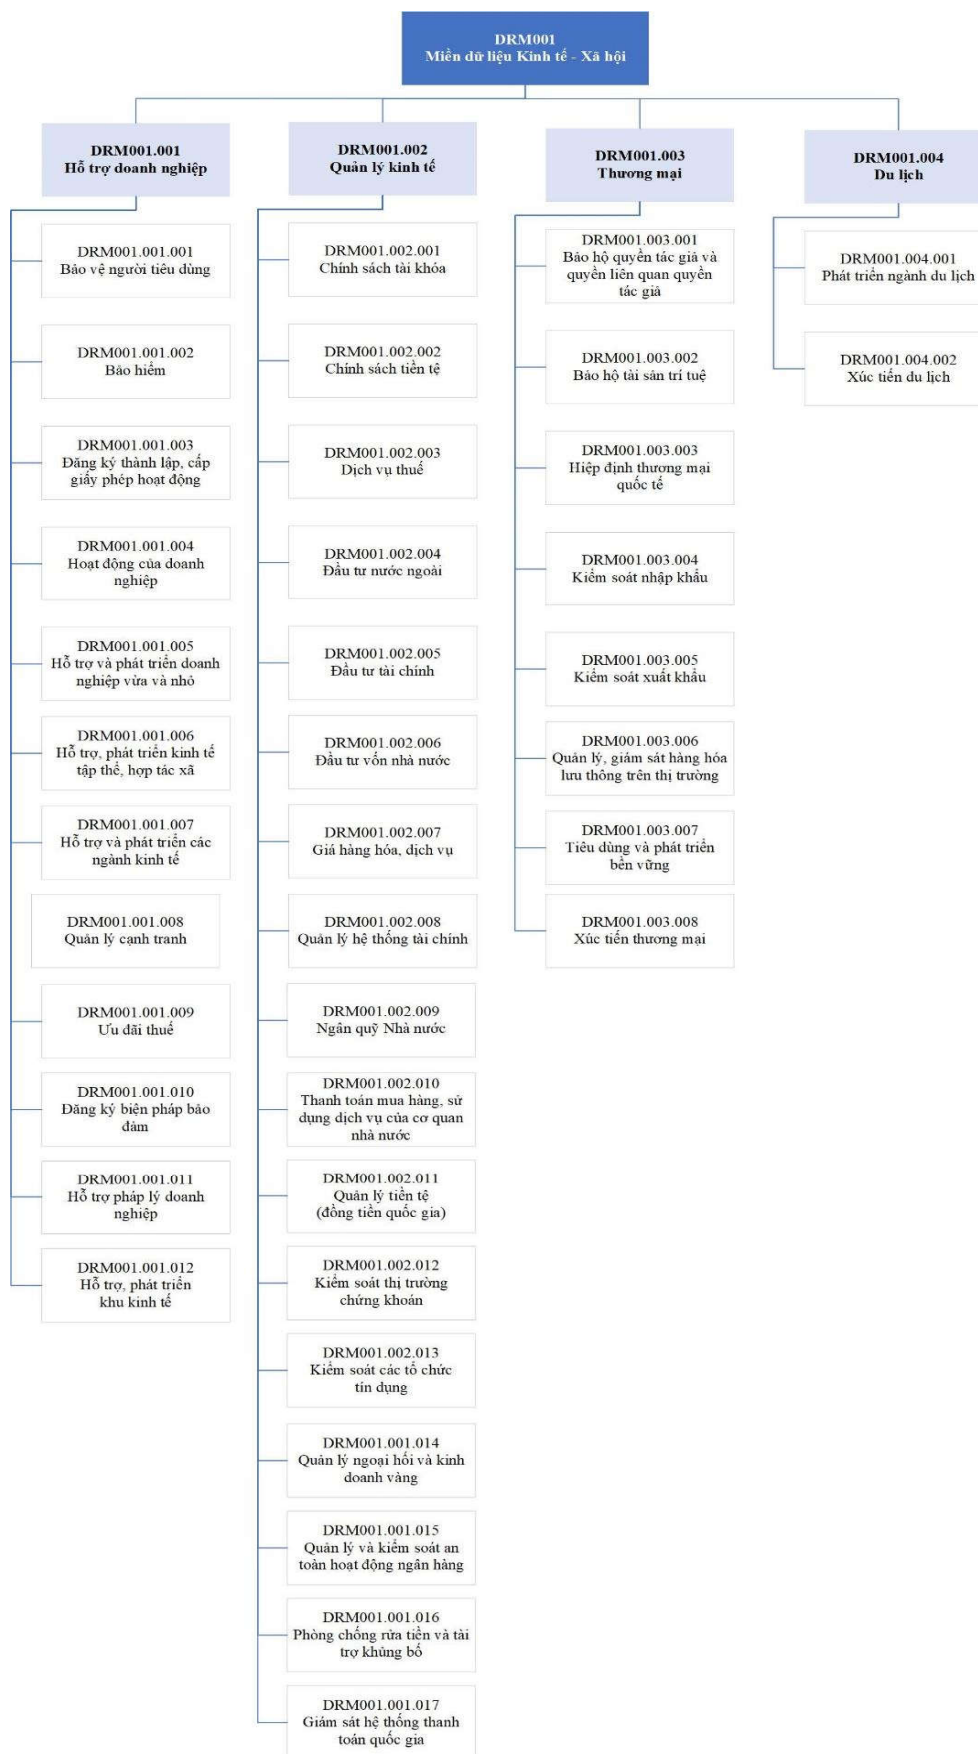 DRM001
Miền dữ liệu Kinh tế - Xã hội
DRM001.001
Hỗ trợ doanh nghiệp
DRM001.001.001
Bảo vệ người tiêu dùng
DRM001.001.002
Bảo hiểm
DRM001.001.003
Đăng ký thành lập, cấp
giấy phép hoạt động
DRM001.001.004
Hoạt động của doanh
nghiệp
DRM001.001.005
Hỗ trợ và phát triển doanh
nghiệp vừa và nhỏ
DRM001.001.006
Hỗ trợ, phát triển kinh tế
tập thể, hợp tác xã
DRM001.001.007
Hỗ trợ và phát triển các
ngành kinh tế
DRM001.001.008
Quản lý cạnh tranh
DRM001.001.009
Ưu đãi thuế
DRM001.001.010
Đăng ký biện pháp bảo
đảm
DRM001.001.011
Hỗ trợ pháp lý doanh
nghiệp
DRM001.001.012
Hỗ trợ, phát triển
khu kinh tế
DRM001.002
Quản lý kinh tế
DRM001.002.001
Chính sách tài khóa
DRM001.002.002
Chính sách tiền tệ
DRM001.002.003
Dịch vụ thuế
DRM001.002.004
Đầu tư nước ngoài
DRM001.002.005
Đầu tư tài chính
DRM001.002.006
Đầu tư vốn nhà nước
DRM001.002.007
Giá hàng hóa, dịch vụ
DRM001.002.008
Quản lý hệ thống tài chính
DRM001.002.009
Ngân quỹ Nhà nước
DRM001.002.010
Thanh toán mua hàng, sử
dụng dịch vụ của cơ quan
nhà nước
DRM001.002.011
Quản lý tiền tệ
(đồng tiền quốc gia)
DRM001.002.012
Kiểm soát thị trường
chứng khoán
DRM001.002.013
Kiểm soát các tổ chức
tín dụng
DRM001.001.014
Quản lý ngoại hối và kinh
doanh vàng
DRM001.001.015
Quản lý và kiểm soát an
toàn hoạt động ngân hàng
DRM001.001.016
Phòng chống rửa tiền và tài
trợ khủng bố
DRM001.001.017
Giám sát hệ thống thanh
toán quốc gia
DRM001.003
Thương mại
DRM001.003.001
Bảo hộ quyền tác giả và
quyền liên quan quyền
tác giả
DRM001.003.002
Bảo hộ tài sản trí tuệ
DRM001.003.003
Hiệp định thương mại
quốc tế
DRM001.003.004
Kiểm soát nhập khẩu
DRM001.003.005
Kiểm soát xuất khẩu
DRM001.003.006
Quản lý, giám sát hàng hóa
lưu thông trên thị trường
DRM001.003.007
Tiêu dùng và phát triển
bền vững
DRM001.003.008
Xúc tiến thương mại
DRM001.004
Du lịch
DRM001.004.001
Phát triển ngành du lịch
DRM001.004.002
Xúc tiến du lịch